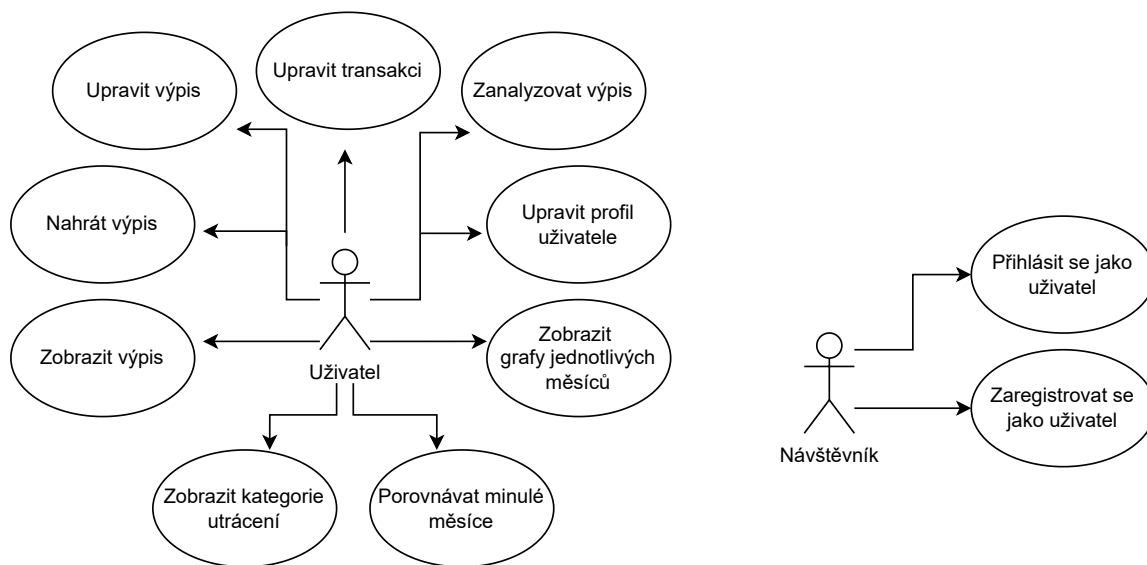 Upravit transakci
Upravit výpis
Zanalyzovat výpis
Nahrát výpis
Upravit profil
uživatele
Zobrazit výpis
Uživatel
Zobrazit
grafy jednotlivých
měsíců
Zobrazit kategorie
utrácení
Porovnávat minulé
měsíce
Přihlásit se jako
uživatel
Zaregistrovat se
jako uživatel
Návštěvník